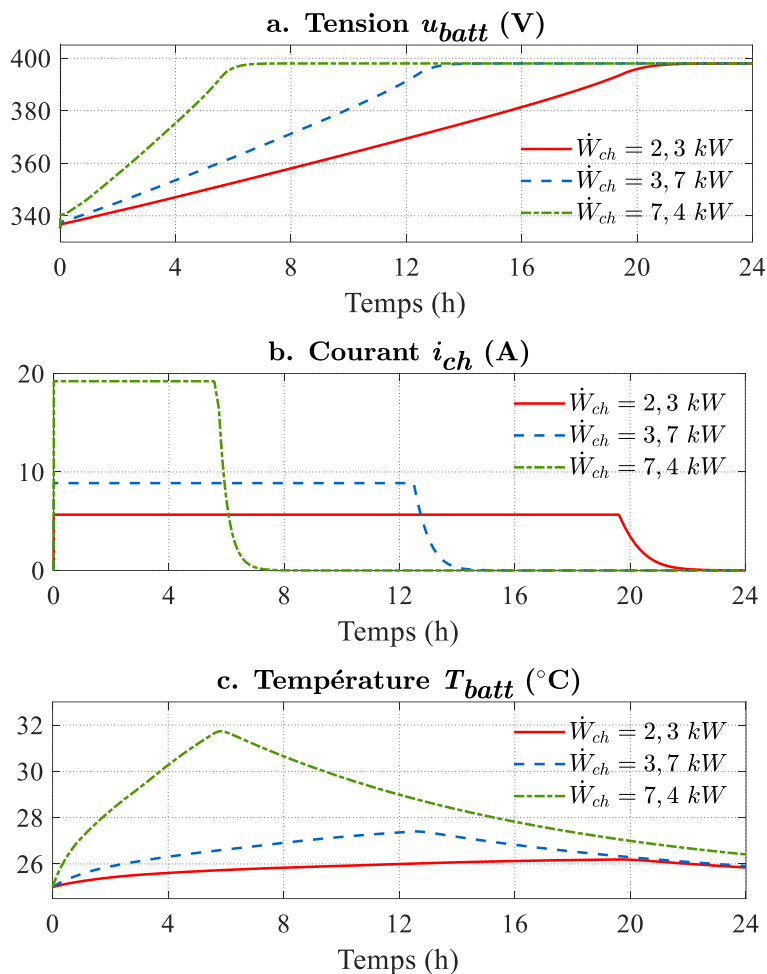 a. Tension u_batt (V)
400
380
360
340
Ẇ_ch = 2, 3 kW
Ẇ_ch = 3, 7 kW
Ẇ_ch = 7, 4 kW
0 4 8 12 16 20 24
Temps (h)
b. Courant i_ch (A)
20
10
0
Ẇ_ch = 2, 3 kW
Ẇ_ch = 3, 7 kW
Ẇ_ch = 7, 4 kW
0 4 8 12 16 20 24
Temps (h)
c. Température T_batt (°C)
32
30
28
26
Ẇ_ch = 2, 3 kW
Ẇ_ch = 3, 7 kW
Ẇ_ch = 7, 4 kW
0 4 8 12 16 20 24
Temps (h)